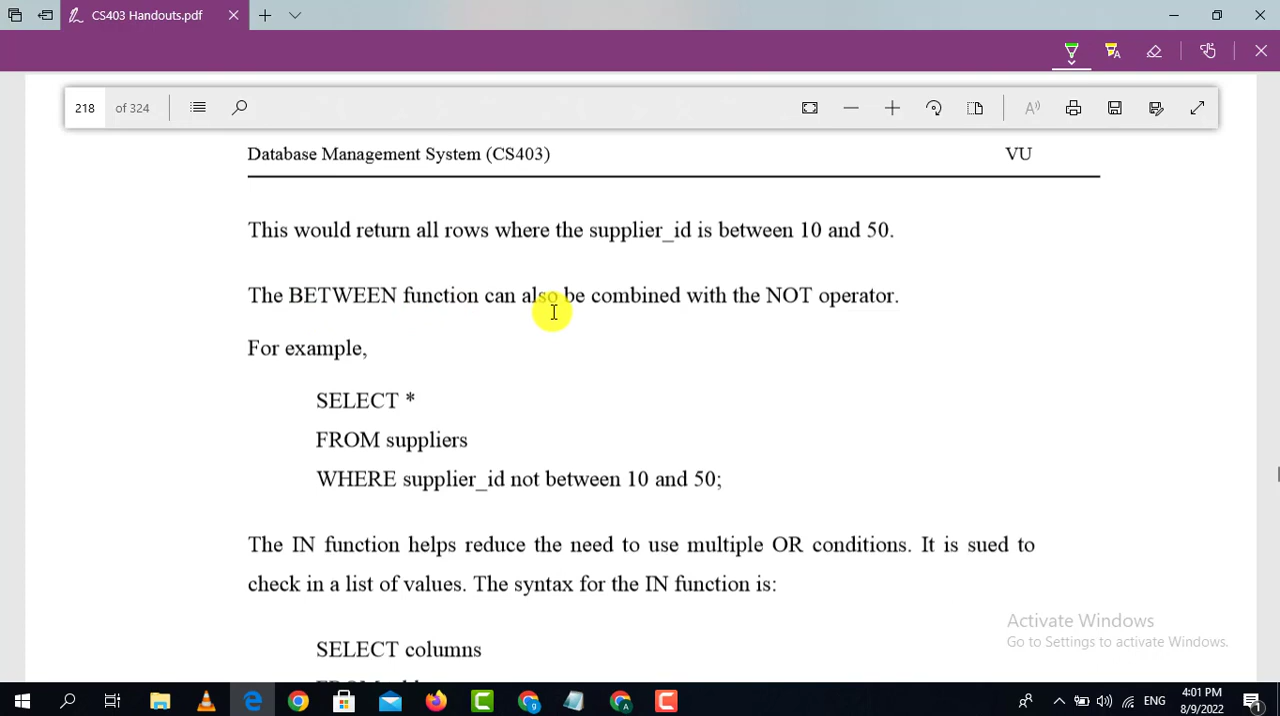 CS403 Handouts.pdf
218 of 324
Database Management System (CS403) VU
This would return all rows where the supplier_id is between 10 and 50.
The BETWEEN function can also be combined with the NOT operator.
For example,
SELECT *
FROM suppliers
WHERE supplier_id not between 10 and 50;
The IN function helps reduce the need to use multiple OR conditions. It is sued to
check in a list of values. The syntax for the IN function is:
Activate Windows
Go to Settings to activate Windows.
SELECT columns
ENG
4:01 PM
8/9/2022